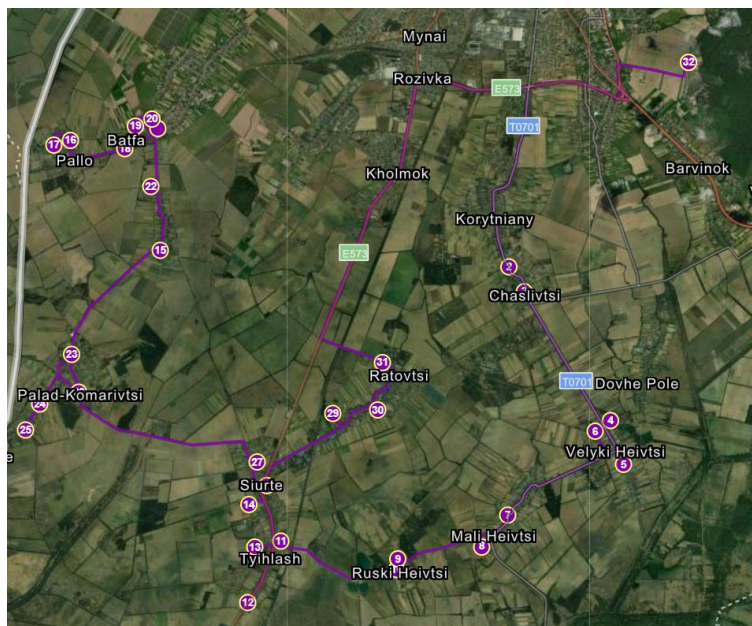 Mynai
32
Rozivka
E573
T0701
20
19
Batfa
16
17
18
Pallo
Kholmok
Barvinok
22
Korytniany
15
E573
2
Chaslivtsi
23
31
Ratovtsi
T0701
Dovhe Pole
Palad-Komarivtsi
24
29
30
4
25
6
e
Velyki Heivtsi
27
5
Siurte
14
7
Mali Heivtsi
11
13
8
Tyihlash
9
Ruski Heivtsi
12